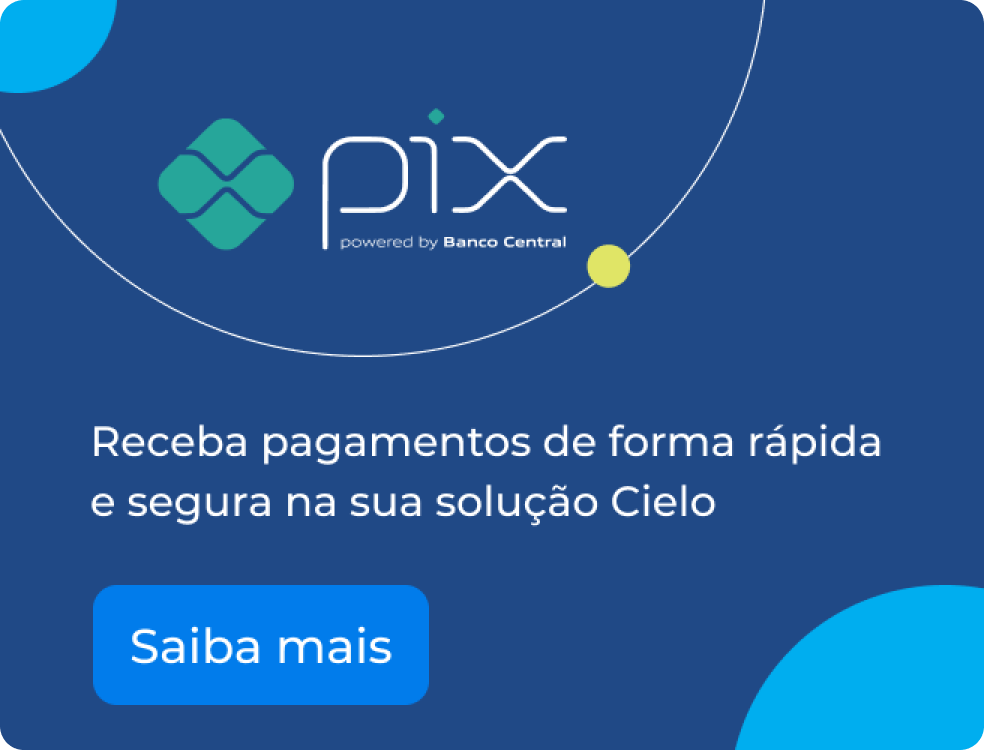 pix
powered by Banco Central
Receba pagamentos de forma rápida
e segura na sua solução Cielo
Saiba mais